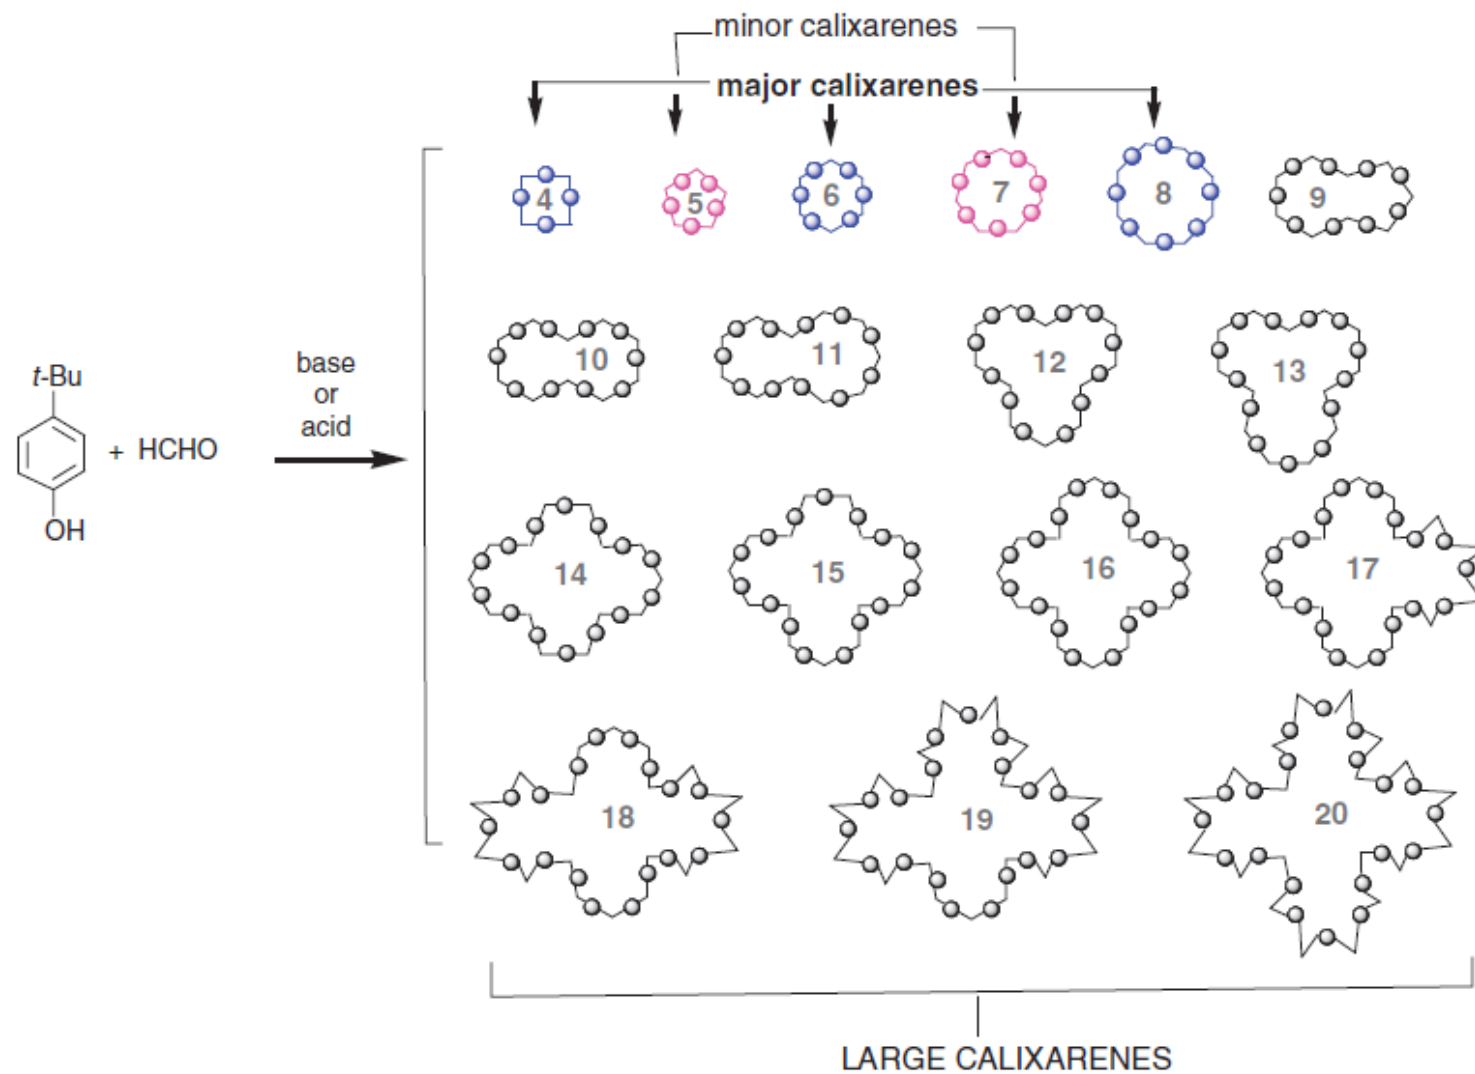 minor calixarenes
major calixarenes
4
5
6
7
8
9
10
11
12
13
t-Bu
+ HCHO
OH
base
or
acid
14
15
16
17
18
19
20
LARGE CALIXARENES